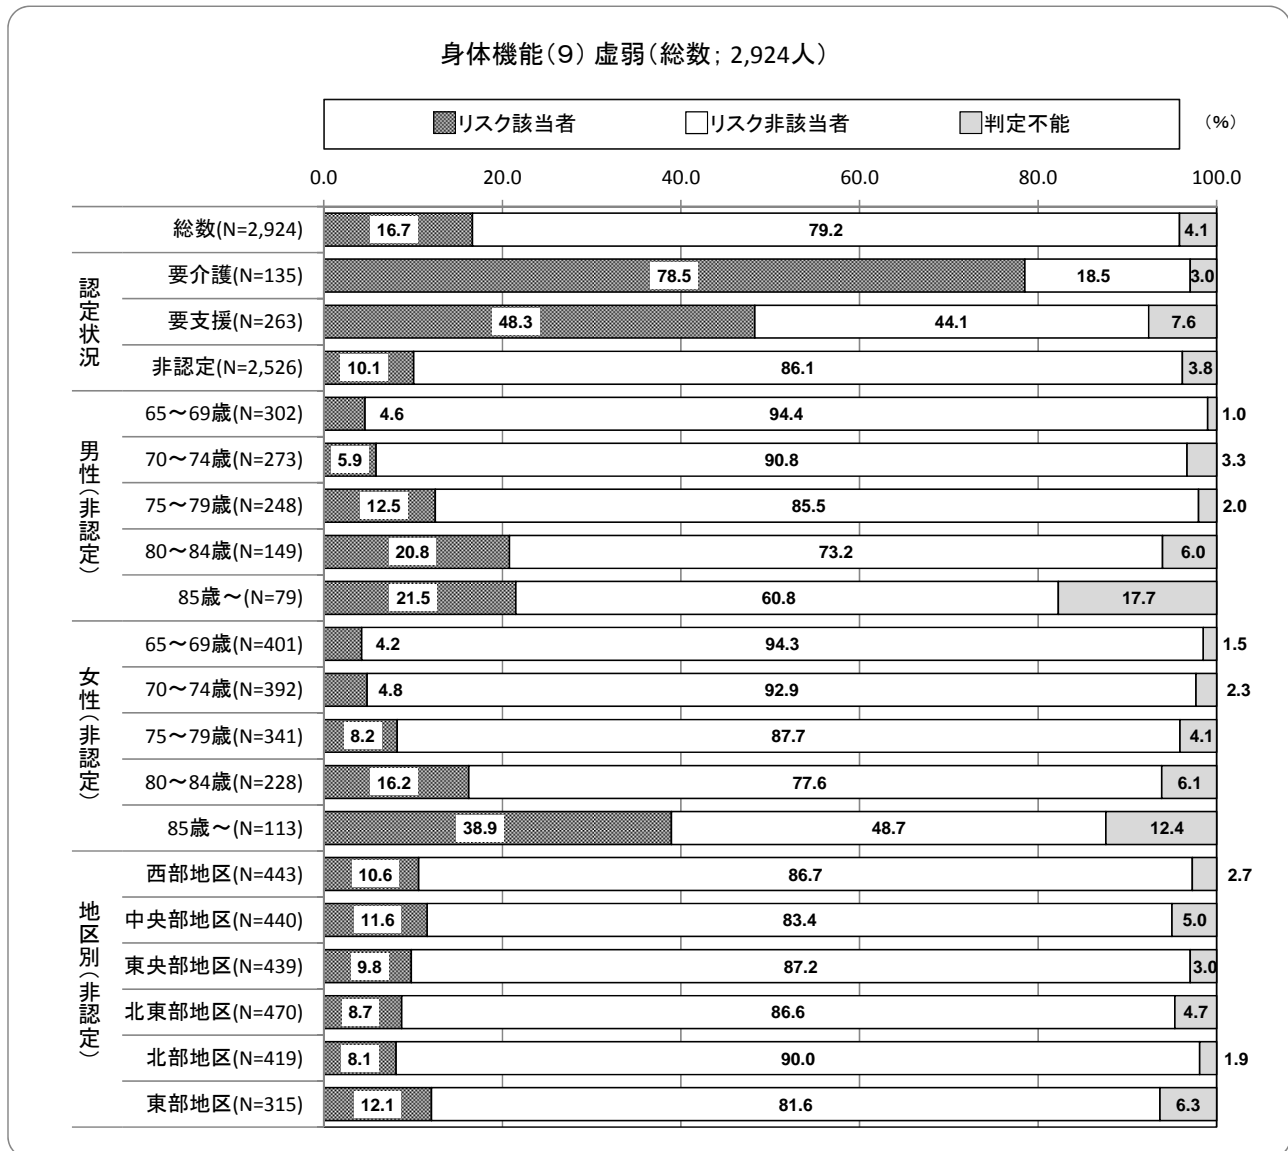 身体機能(９) 虚弱(総数; 2,924人)
リスク該当者 リスク非該当者 判定不能 (%)
0.0 20.0 40.0 60.0 80.0 100.0
総数(N=2,924) 16.7 79.2 4.1
認定状況
要介護(N=135) 78.5 18.5 3.0
要支援(N=263) 48.3 44.1 7.6
非認定(N=2,526) 10.1 86.1 3.8
男性(非認定)
65～69歳(N=302) 4.6 94.4 1.0
70～74歳(N=273) 5.9 90.8 3.3
75～79歳(N=248) 12.5 85.5 2.0
80～84歳(N=149) 20.8 73.2 6.0
85歳～(N=79) 21.5 60.8 17.7
女性(非認定)
65～69歳(N=401) 4.2 94.3 1.5
70～74歳(N=392) 4.8 92.9 2.3
75～79歳(N=341) 8.2 87.7 4.1
80～84歳(N=228) 16.2 77.6 6.1
85歳～(N=113) 38.9 48.7 12.4
地区別(非認定)
西部地区(N=443) 10.6 86.7 2.7
中央部地区(N=440) 11.6 83.4 5.0
東央部地区(N=439) 9.8 87.2 3.0
北東部地区(N=470) 8.7 86.6 4.7
北部地区(N=419) 8.1 90.0 1.9
東部地区(N=315) 12.1 81.6 6.3